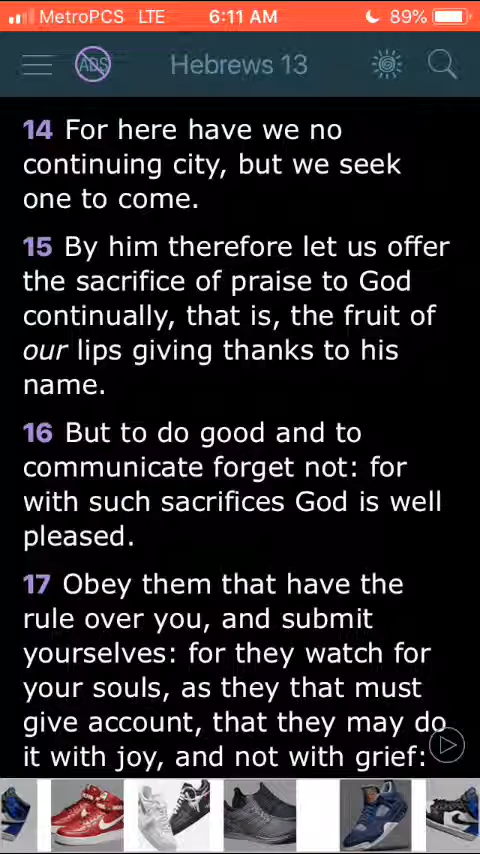 MetroPCS LTE 6:11 AM 89%
ADS Hebrews 13
14 For here have we no
continuing city, but we seek
one to come.
15 By him therefore let us offer
the sacrifice of praise to God
continually, that is, the fruit of
our lips giving thanks to his
name.
16 But to do good and to
communicate forget not: for
with such sacrifices God is well
pleased.
17 Obey them that have the
rule over you, and submit
yourselves: for they watch for
your souls, as they that must
give account, that they may do
it with joy, and not with grief: